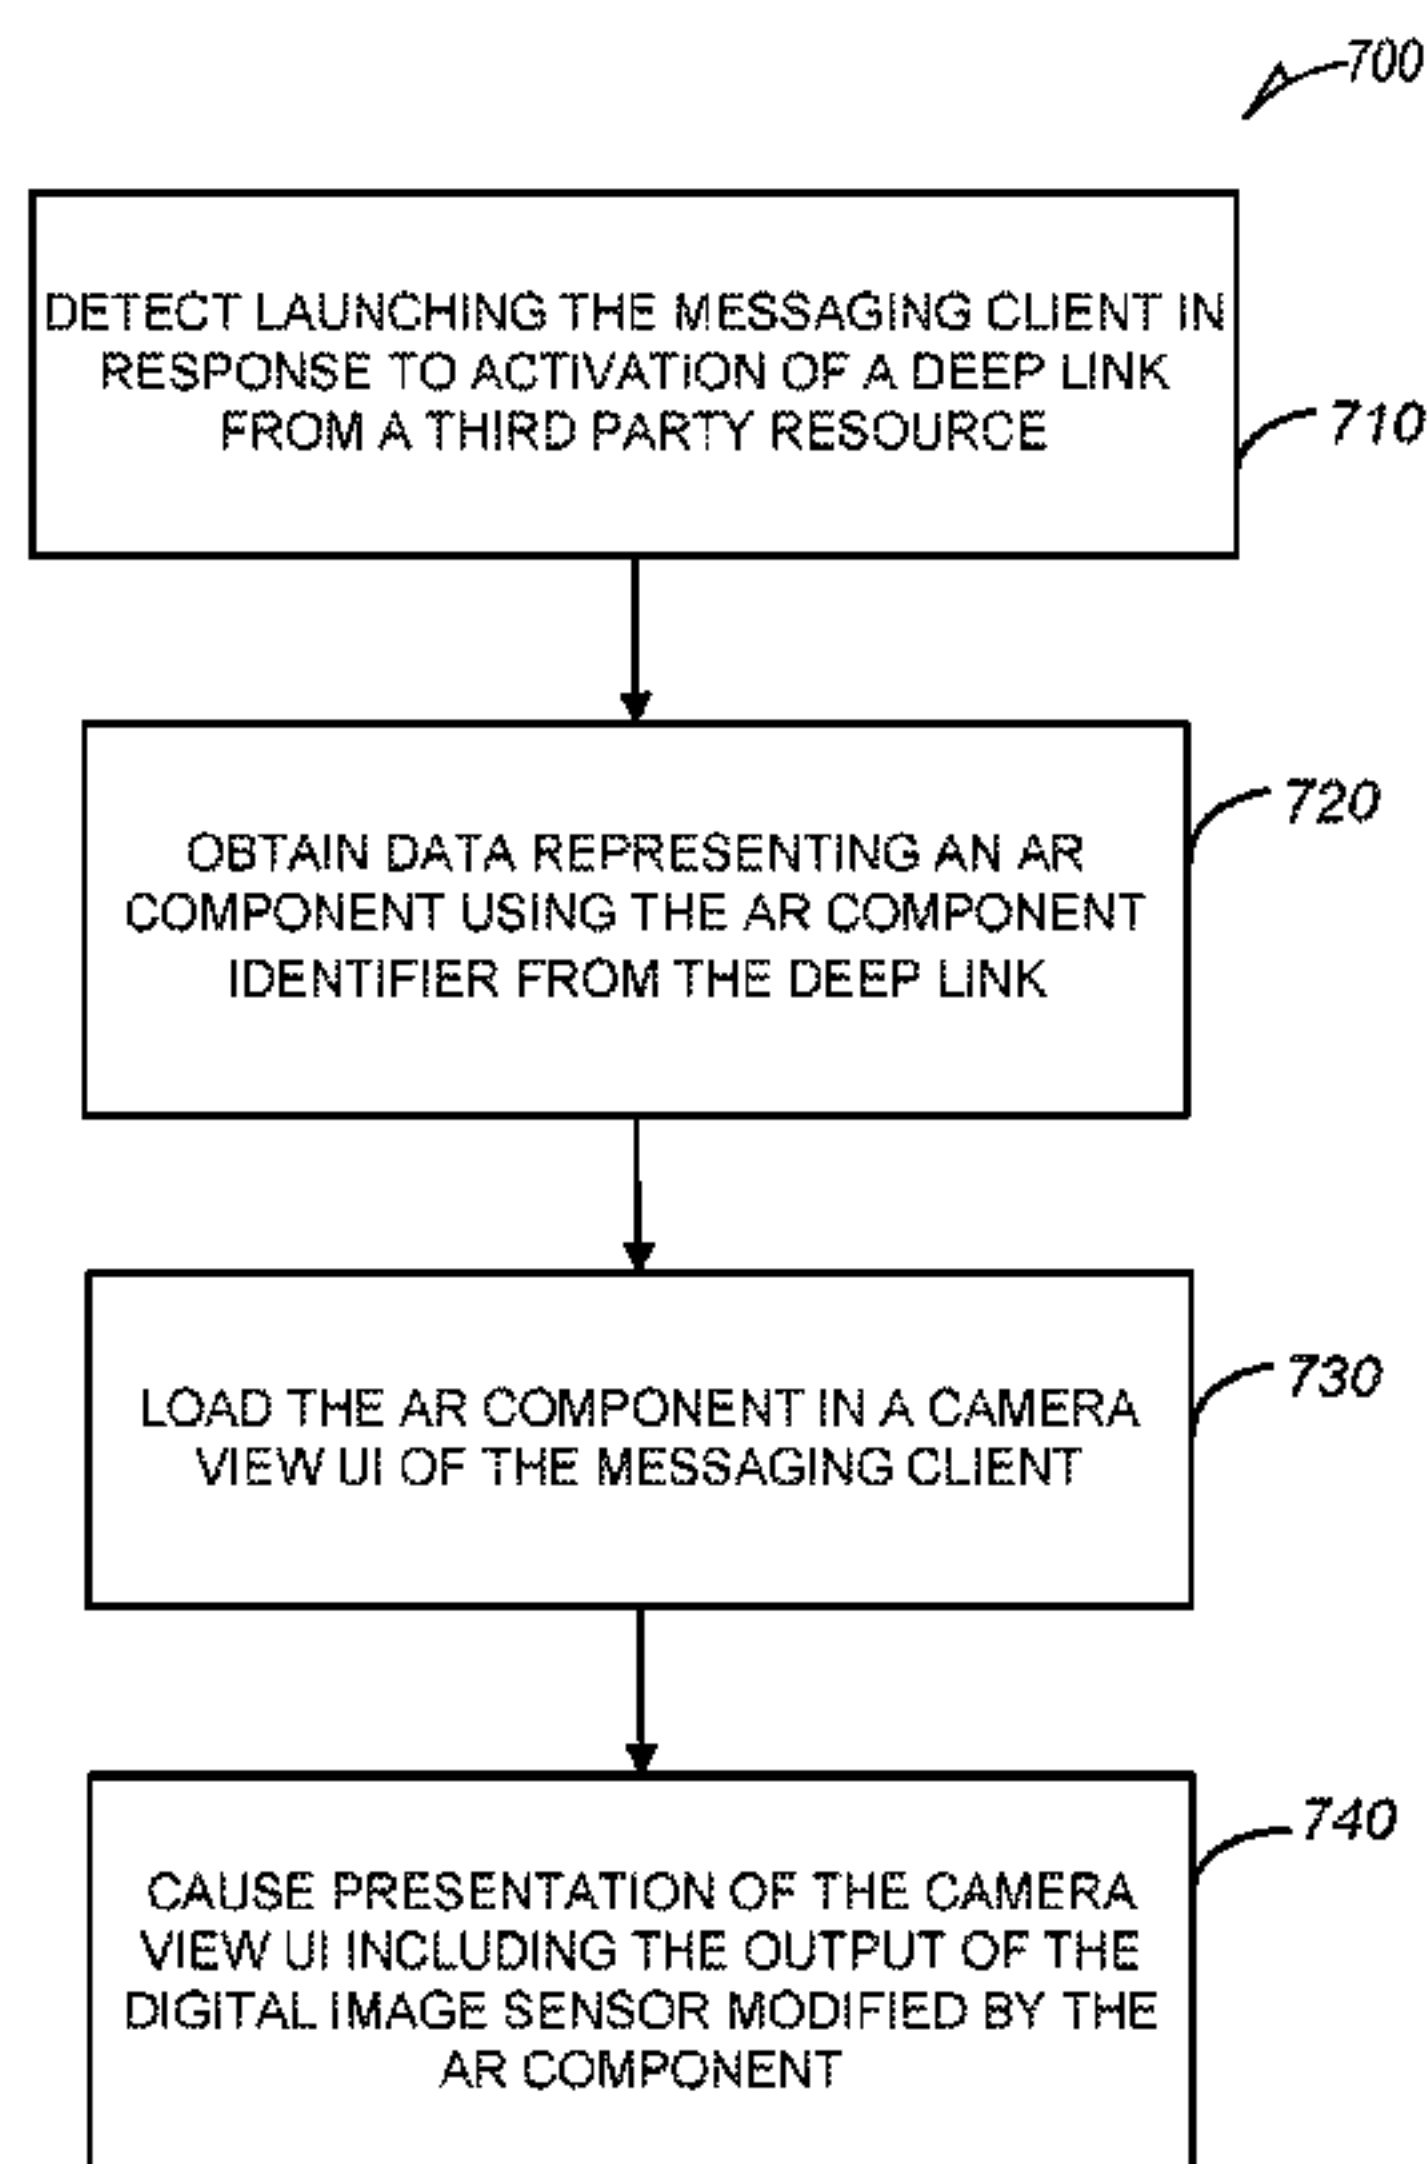 700
DETECT LAUNCHING THE MESSAGING CLIENT IN
RESPONSE TO ACTIVATION OF A DEEP LINK
FROM A THIRD PARTY RESOURCE
710
720
OBTAIN DATA REPRESENTING AN AR
COMPONENT USING THE AR COMPONENT
IDENTIFIER FROM THE DEEP LINK
730
LOAD THE AR COMPONENT IN A CAMERA
VIEW UI OF THE MESSAGING CLIENT
740
CAUSE PRESENTATION OF THE CAMERA
VIEW UI INCLUDING THE OUTPUT OF THE
DIGITAL IMAGE SENSOR MODIFIED BY THE
AR COMPONENT